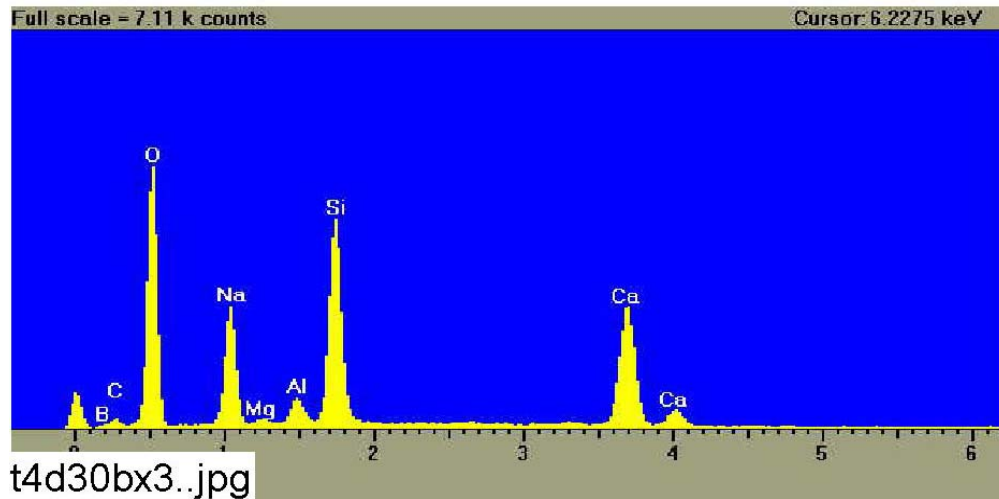 Full scale = 7.11 k counts Cursor: 6.2275 keV
O
Si
Na
Ca
C
Al
B
Mg
Ca
0 1 2 3 4 5 6
t4d30bx3..jpg